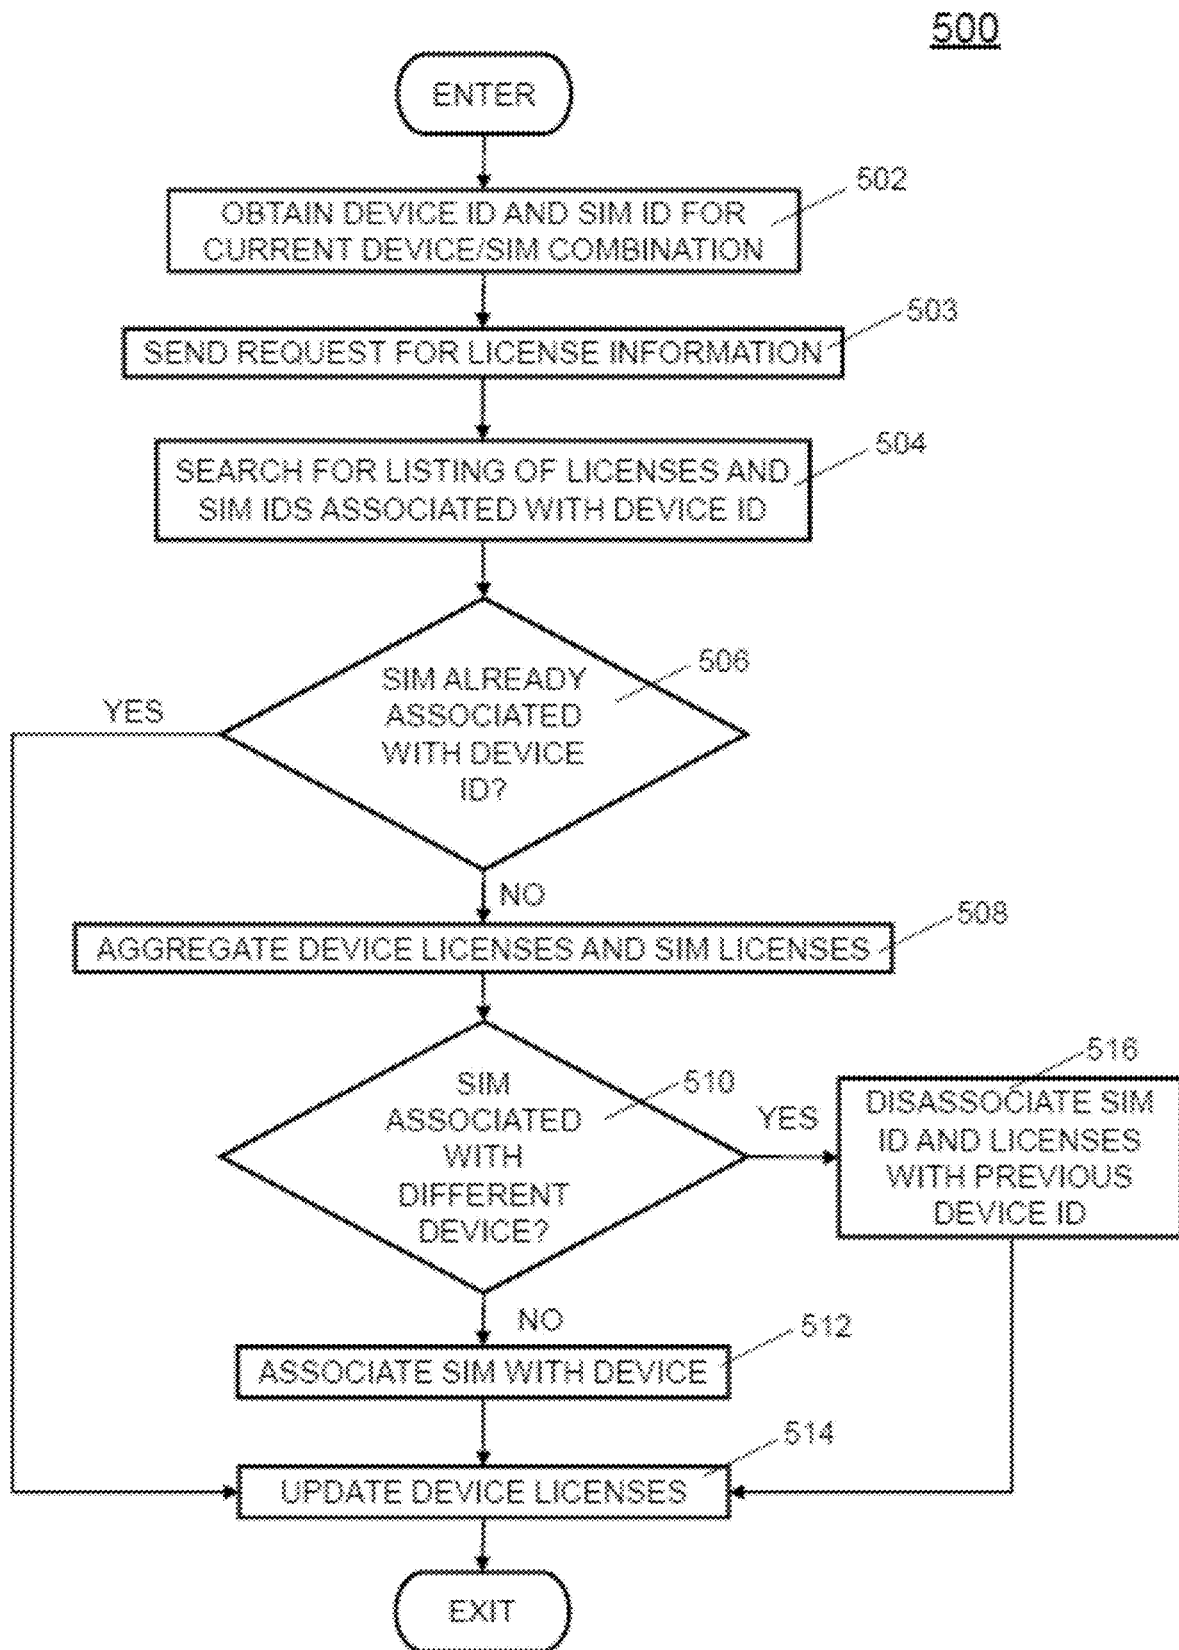 500
ENTER
502
OBTAIN DEVICE ID AND SIM ID FOR
CURRENT DEVICE/SIM COMBINATION
503
SEND REQUEST FOR LICENSE INFORMATION
504
SEARCH FOR LISTING OF LICENSES AND
SIM IDS ASSOCIATED WITH DEVICE ID
506
SIM ALREADY
ASSOCIATED
WITH DEVICE
ID?
YES
NO
508
AGGREGATE DEVICE LICENSES AND SIM LICENSES
510
SIM
ASSOCIATED
WITH
DIFFERENT
DEVICE?
YES
516
DISASSOCIATE SIM
ID AND LICENSES
WITH PREVIOUS
DEVICE ID
NO
512
ASSOCIATE SIM WITH DEVICE
514
UPDATE DEVICE LICENSES
EXIT